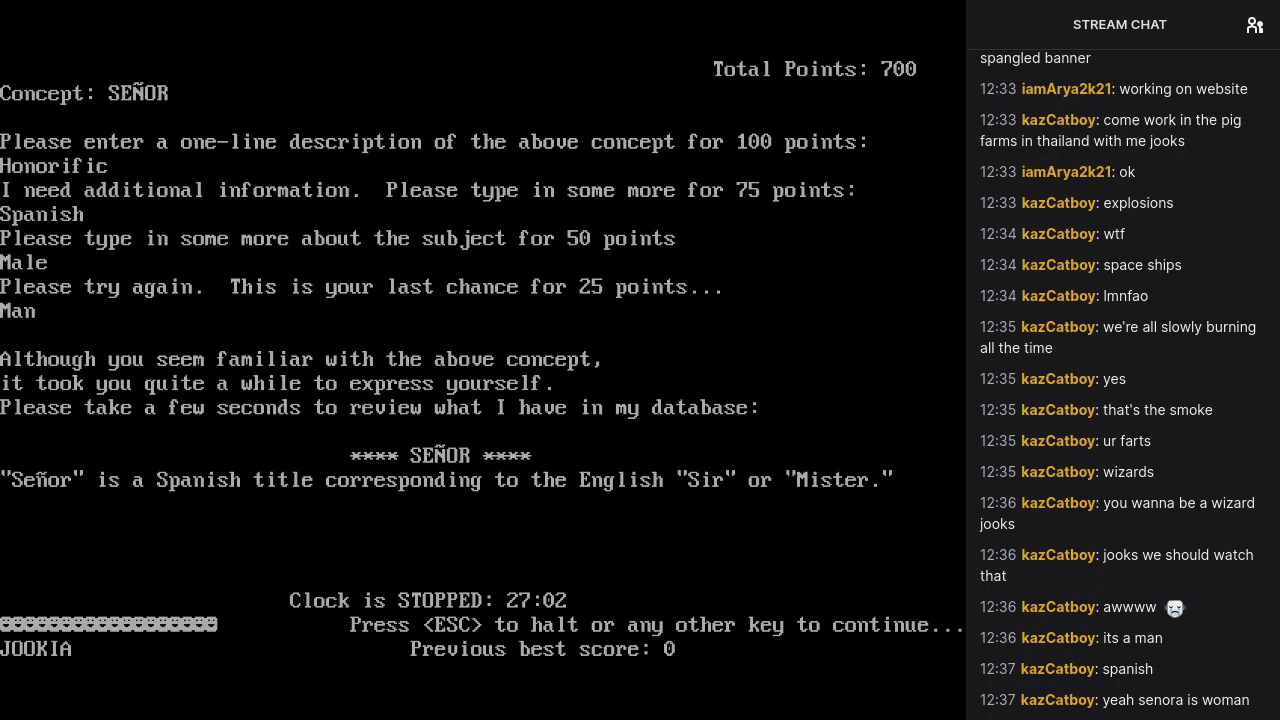 Total Points: 700
Concept: SEÑOR
Please enter a one-line description of the above concept for 100 points:
Honorific
I need additional information.  Please type in some more for 75 points:
Spanish
Please type in some more about the subject for 50 points
Male
Please try again.  This is your last chance for 25 points...
Man
Although you seem familiar with the above concept,
it took you quite a while to express yourself.
Please take a few seconds to review what I have in my database:
**** SEÑOR ****
"Señor" is a Spanish title corresponding to the English "Sir" or "Mister."
Clock is STOPPED: 27:02
Press <ESC> to halt or any other key to continue...
JOOKIA
Previous best score: 0
STREAM CHAT
spangled banner
12:33 iamArya2k21: working on website
12:33 kazCatboy: come work in the pig
farms in thailand with me jooks
12:33 iamArya2k21: ok
12:33 kazCatboy: explosions
12:34 kazCatboy: wtf
12:34 kazCatboy: space ships
12:34 kazCatboy: lmnfao
12:35 kazCatboy: we're all slowly burning
all the time
12:35 kazCatboy: yes
12:35 kazCatboy: that's the smoke
12:35 kazCatboy: ur farts
12:35 kazCatboy: wizards
12:36 kazCatboy: you wanna be a wizard
jooks
12:36 kazCatboy: jooks we should watch
that
12:36 kazCatboy: awwww
12:36 kazCatboy: its a man
12:37 kazCatboy: spanish
12:37 kazCatboy: yeah senora is woman